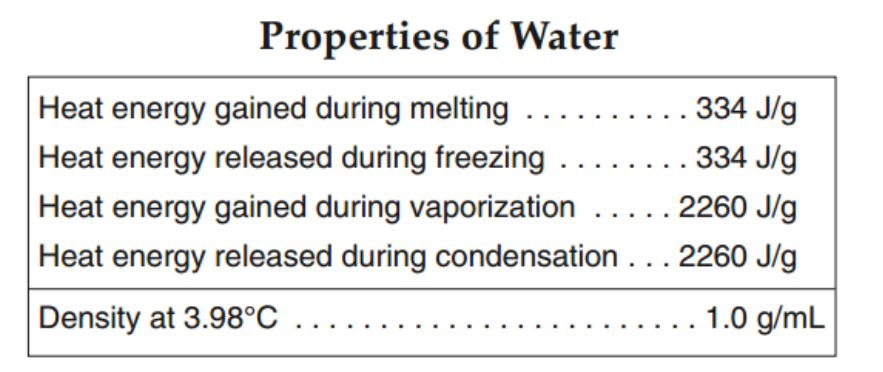 Properties of Water
Heat energy gained during melting . . . . . . . . . . 334 J/g
Heat energy released during freezing . . . . . . . . 334 J/g
Heat energy gained during vaporization . . . . . 2260 J/g
Heat energy released during condensation . . . 2260 J/g
Density at 3.98°C . . . . . . . . . . . . . . . . . . . . . . . . 1.0 g/mL